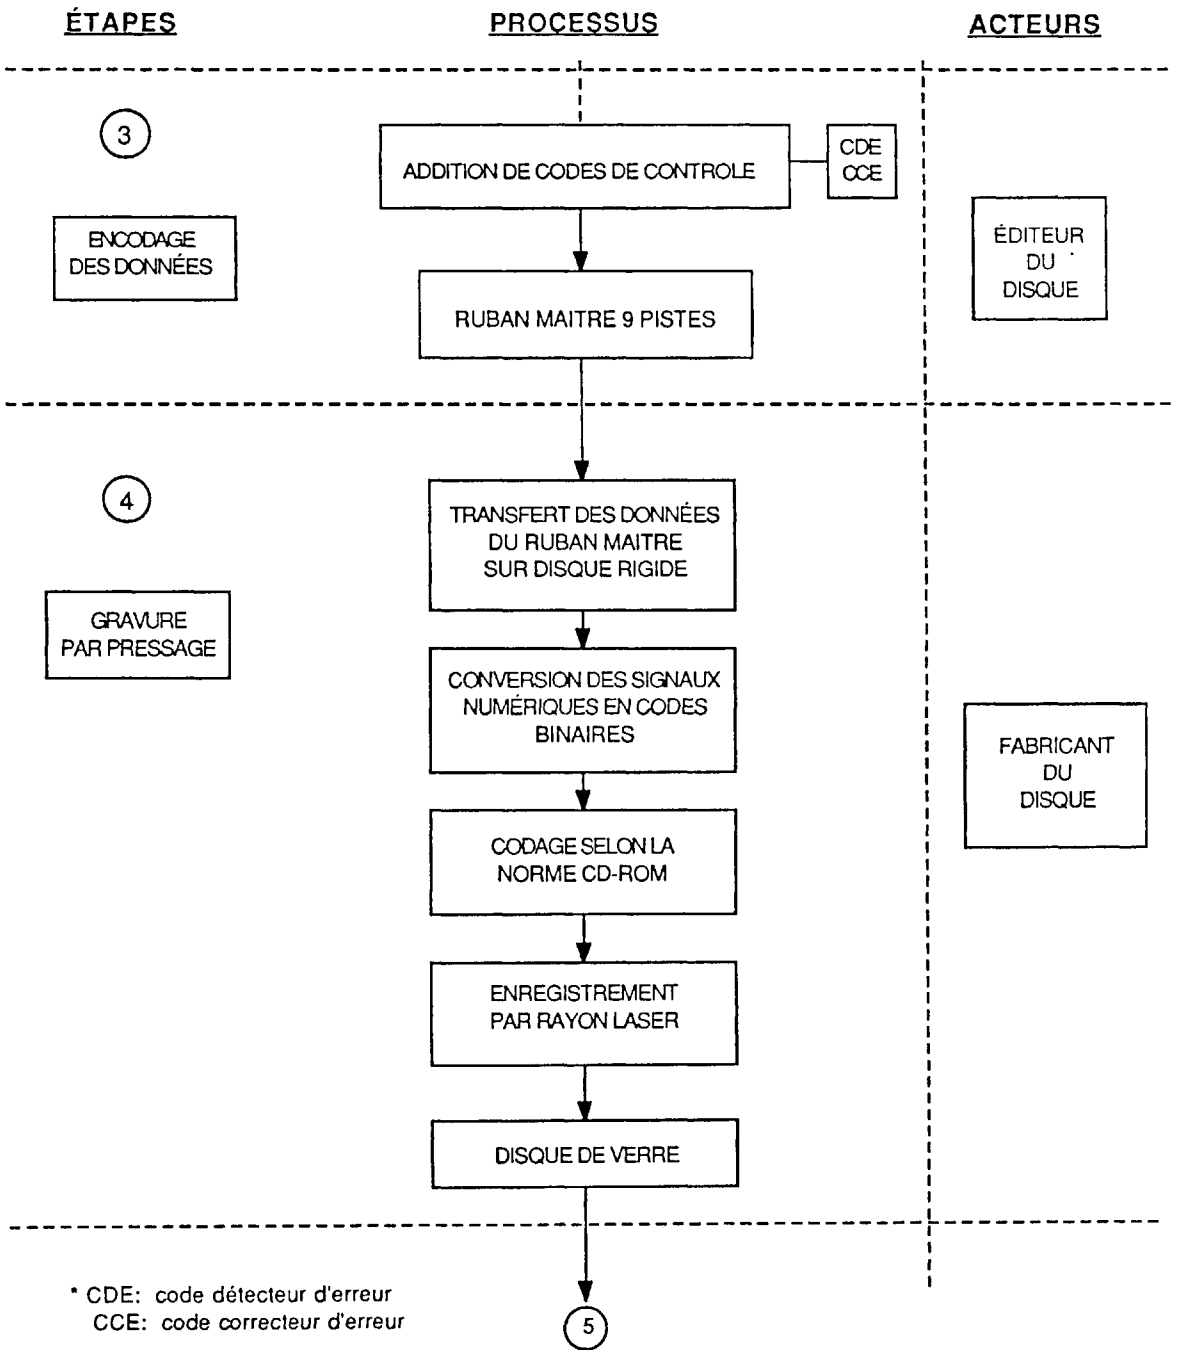 ÉTAPES
PROCESSUS
ACTEURS
3
ADDITION DE CODES DE CONTROLE
CDE
CCE
ENCODAGE
DES DONNÉES
RUBAN MAITRE 9 PISTES
ÉDITEUR
DU
DISQUE
4
GRAVURE
PAR PRESSAGE
TRANSFERT DES DONNÉES
DU RUBAN MAITRE
SUR DISQUE RIGIDE
CONVERSION DES SIGNAUX
NUMÉRIQUES EN CODES
BINAIRES
FABRICANT
DU
DISQUE
CODAGE SELON LA
NORME CD-ROM
ENREGISTREMENT
PAR RAYON LASER
DISQUE DE VERRE
* CDE: code détecteur d'erreur
CCE: code correcteur d'erreur
5